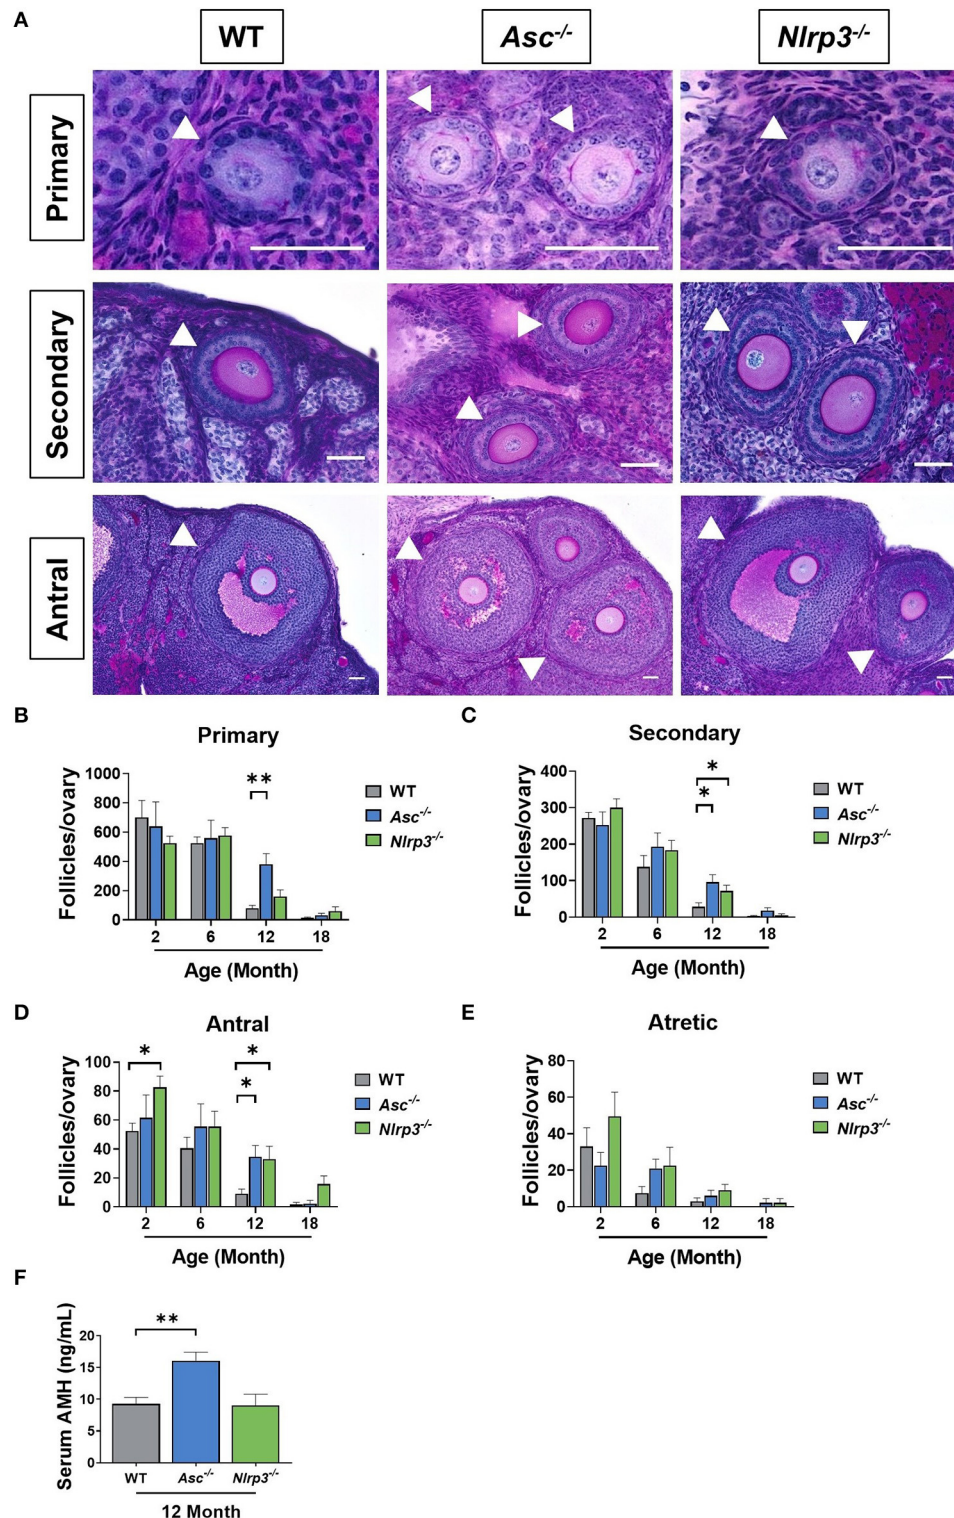 A
WT
Asc-/-
Nlrp3-/-
Primary
Secondary
Antral
B
Primary
Follicles/ovary
1000
800
600
400
200
0
**
2 6 12 18
Age (Month)
WT
Asc-/-
Nlrp3-/-
C
Secondary
Follicles/ovary
400
300
200
100
0
*
*
2 6 12 18
Age (Month)
WT
Asc-/-
Nlrp3-/-
D
Antral
Follicles/ovary
100
80
60
40
20
0
* *
*
2 6 12 18
Age (Month)
WT
Asc-/-
Nlrp3-/-
E
Atretic
Follicles/ovary
80
60
40
20
0
2 6 12 18
Age (Month)
WT
Asc-/-
Nlrp3-/-
F
Serum AMH (ng/mL)
20
15
10
5
0
**
WT Asc-/- Nlrp3-/-
12 Month